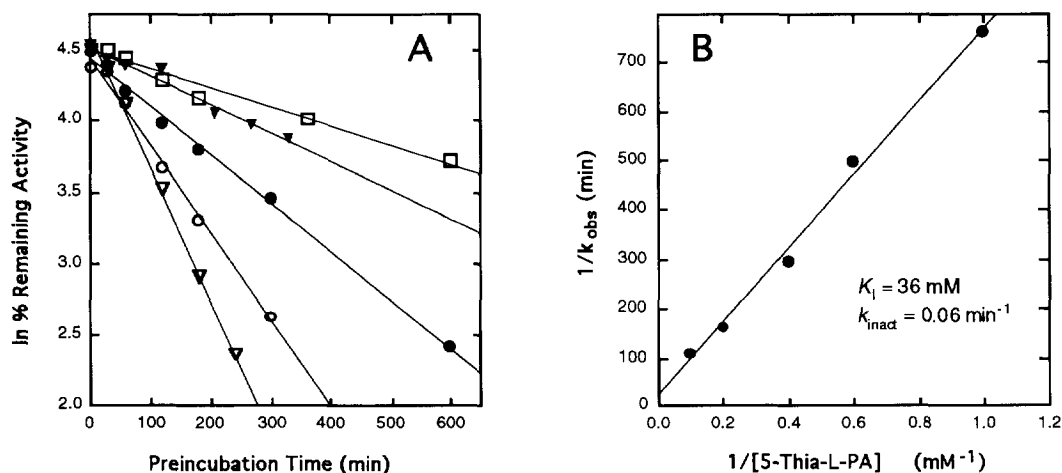 A
ln % Remaining Activity
4.5
4.0
3.5
3.0
2.5
2.0
0 100 200 300 400 500 600
Preincubation Time (min)
B
1/k_obs (min)
700
600
500
400
300
200
100
0
K_I = 36 mM
k_inact = 0.06 min⁻¹
0.0 0.2 0.4 0.6 0.8 1.0 1.2
1/[5-Thia-L-PA] (mM⁻¹)